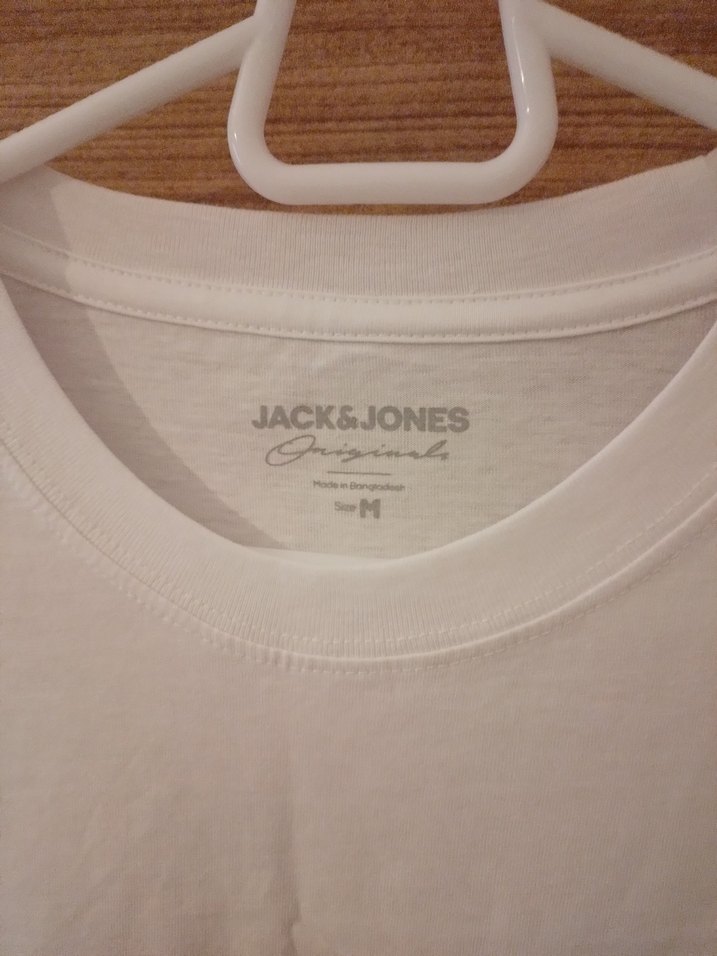 JACK&JONES
Originals
Made in Bangladesh
Size M